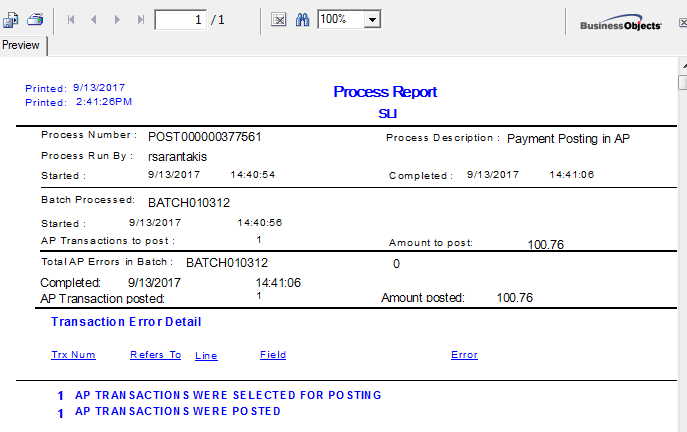 1 / 1 100% BusinessObjects
Preview
Printed: 9/13/2017
Process Report
Printed: 2:41:26PM
SLI
Process Number : POST000000377561 Process Description : Payment Posting in AP
Process Run By : rsarantakis
Started : 9/13/2017 14:40:54 Completed : 9/13/2017 14:41:06
Batch Processed: BATCH010312
Started : 9/13/2017 14:40:56
AP Transactions to post : 1 Amount to post: 100.76
Total AP Errors in Batch : BATCH010312 0
Completed: 9/13/2017 14:41:06
AP Transaction posted: 1 Amount posted: 100.76
Transaction Error Detail
Trx Num Refers To Line Field Error
1 AP TRANSACTIONS WERE SELECTED FOR POSTING
1 AP TRANSACTIONS WERE POSTED